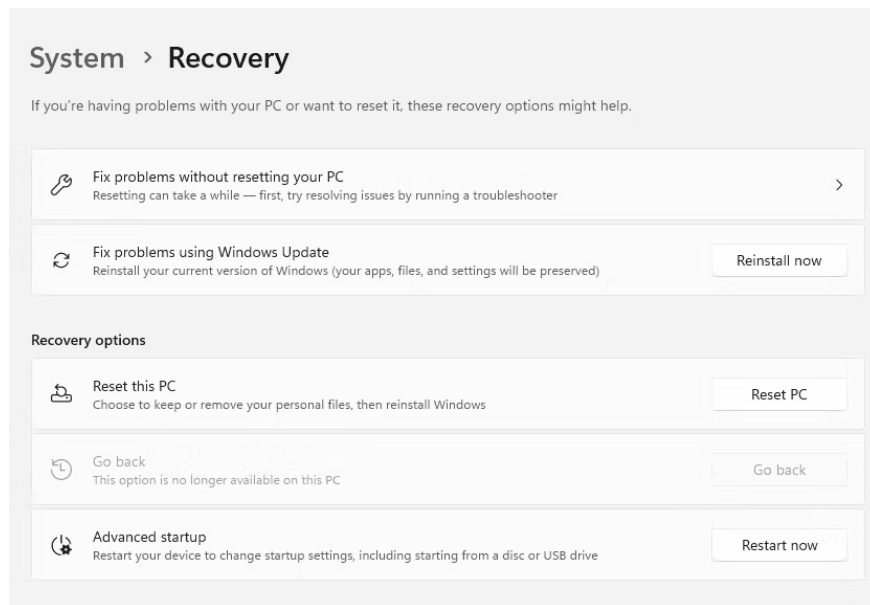 System > Recovery
If you're having problems with your PC or want to reset it, these recovery options might help.
Fix problems without resetting your PC
Resetting can take a while — first, try resolving issues by running a troubleshooter
Fix problems using Windows Update
Reinstall your current version of Windows (your apps, files, and settings will be preserved)
Reinstall now
Recovery options
Reset this PC
Choose to keep or remove your personal files, then reinstall Windows
Reset PC
Go back
This option is no longer available on this PC
Go back
Advanced startup
Restart your device to change startup settings, including starting from a disc or USB drive
Restart now